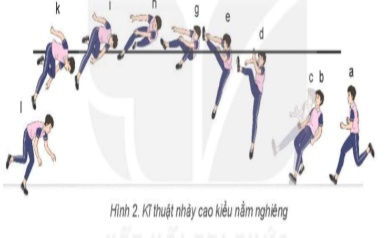 k
i
h
g
e
d
c b
a
l
Hình 2. Kĩ thuật nhảy cao kiểu nằm nghiêng